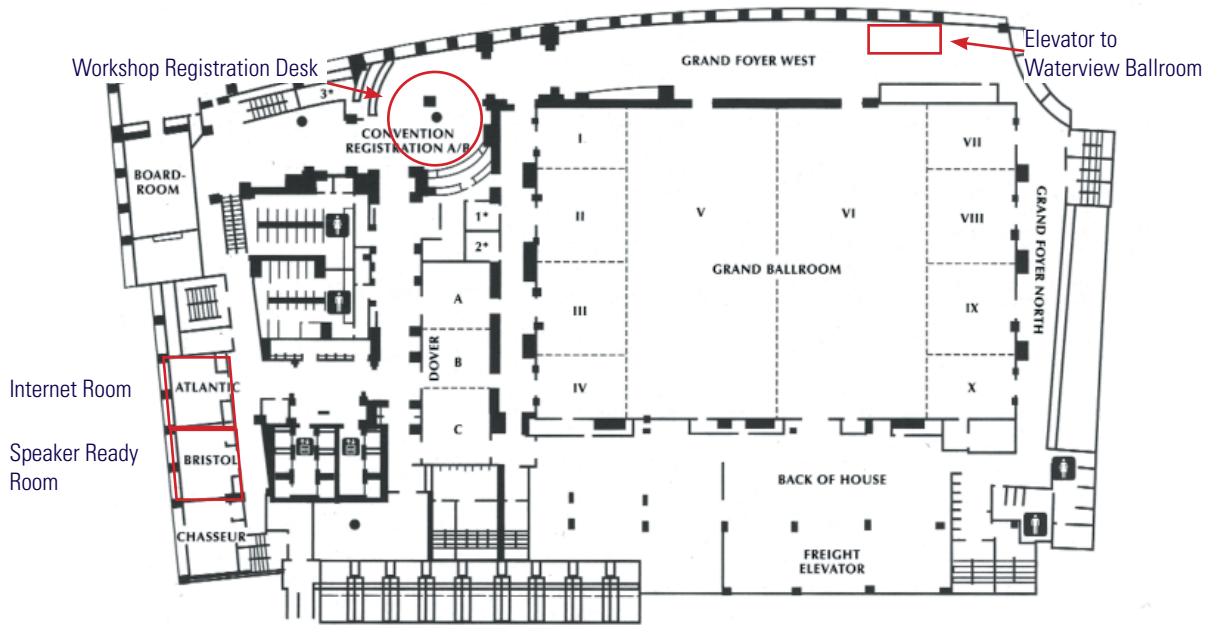 Elevator to
Waterview Ballroom
GRAND FOYER WEST
Workshop Registration Desk
3*
CONVENTION
REGISTRATION A/B
BOARD-
ROOM
I
II
III
IV
V
VI
VII
VIII
IX
X
GRAND BALLROOM
GRAND FOYER NORTH
1*
2*
A
B
C
DOVER
Internet Room
ATLANTIC
Speaker Ready
Room
BRISTOL
CHASSEUR
BACK OF HOUSE
FREIGHT
ELEVATOR